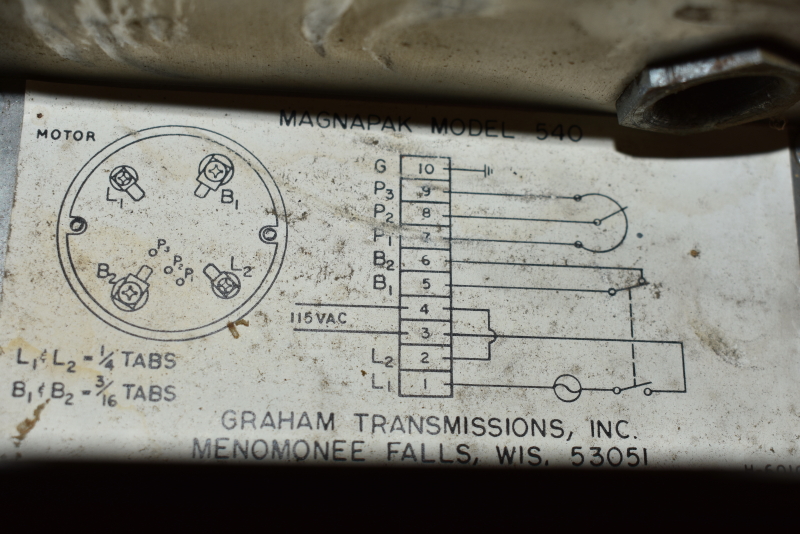 MAGNAPAK MODEL 540
MOTOR
L1
B1
P3
P2
P1
B2
L2
L1 & L2 = 1/4 TABS
B1 & B2 = 3/16 TABS
G 10
P3 9
P2 8
P1 7
B2 6
B1 5
4
115VAC
3
L2 2
L1 1
GRAHAM TRANSMISSIONS, INC.
MENOMONEE FALLS, WIS. 53051